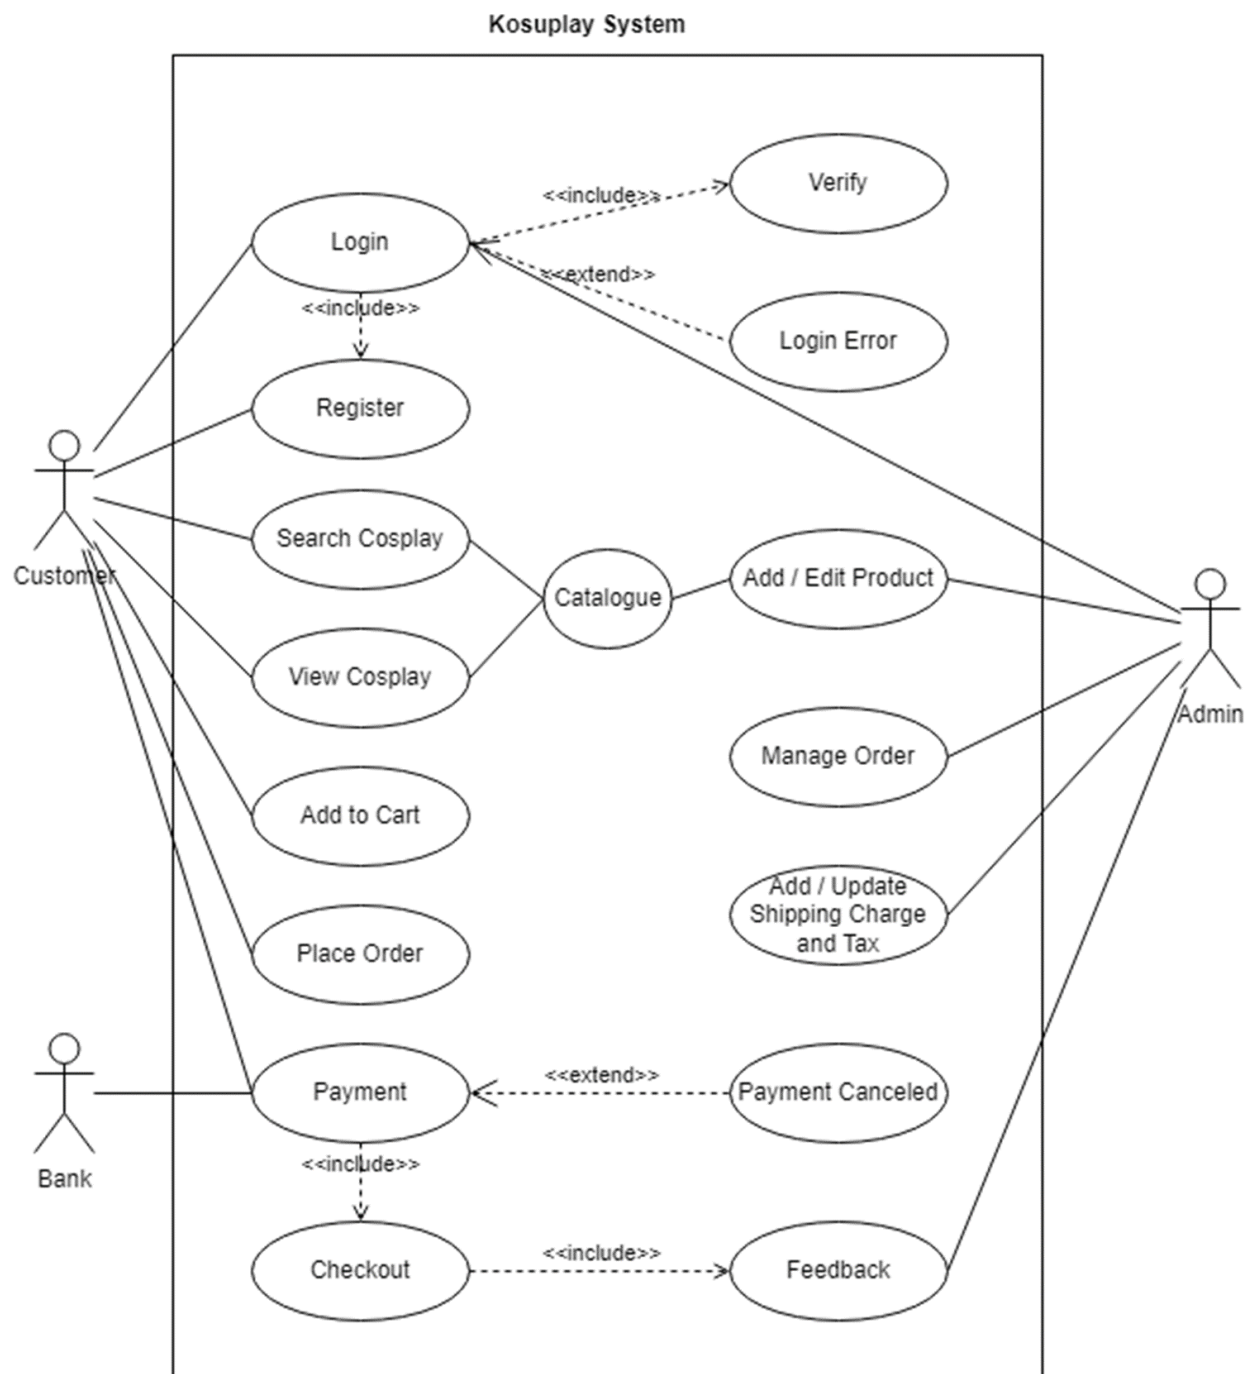 Kosuplay System
Verify
<<include>>
Login
<<extend>>
<<include>>
Login Error
Register
Search Cosplay
Customer
Catalogue
Add / Edit Product
View Cosplay
Admin
Manage Order
Add to Cart
Add / Update
Shipping Charge
and Tax
Place Order
<<extend>>
Payment
Payment Canceled
<<include>>
Bank
<<include>>
Checkout
Feedback